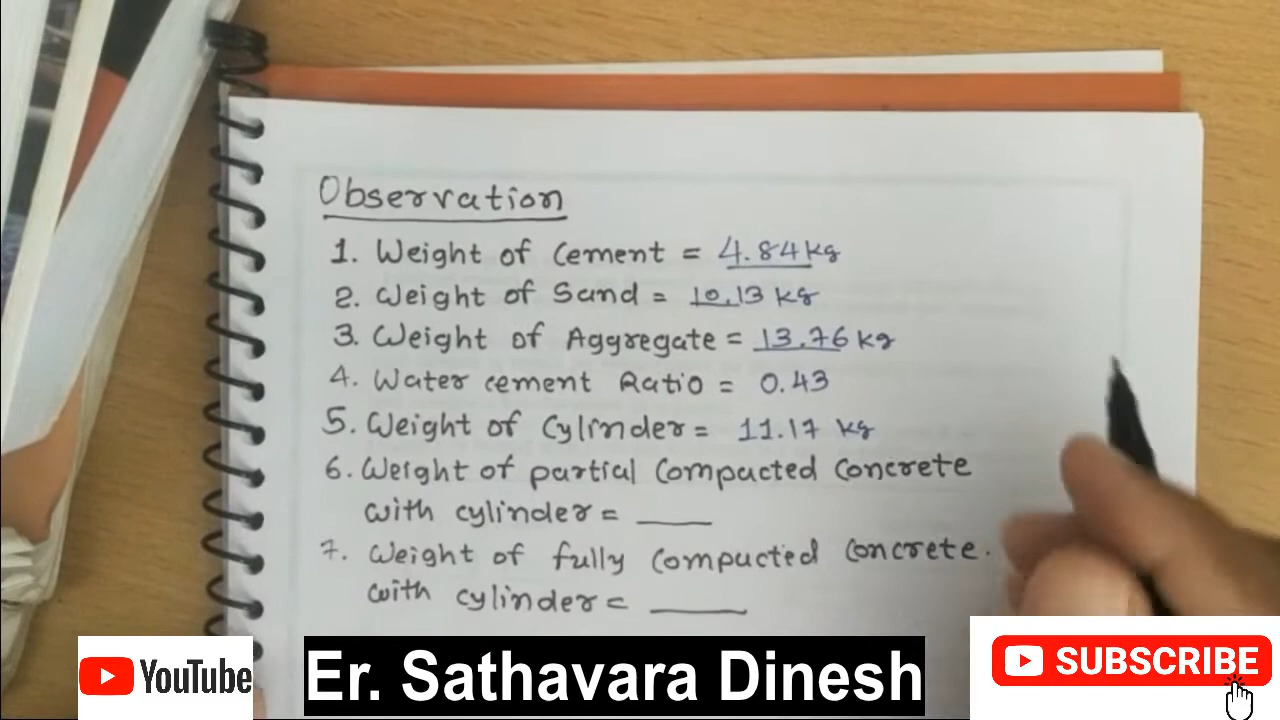 Observation
1. Weight of Cement = 4.84 kg
2. Weight of Sand = 10.13 kg
3. Weight of Aggregate = 13.76 kg
4. Water cement Ratio = 0.43
5. Weight of Cylinder = 11.17 kg
6. Weight of partial Compacted Concrete
with cylinder = ____
7. Weight of fully Compacted Concrete.
with cylinder = ____
YouTube
Er. Sathavara Dinesh
SUBSCRIBE